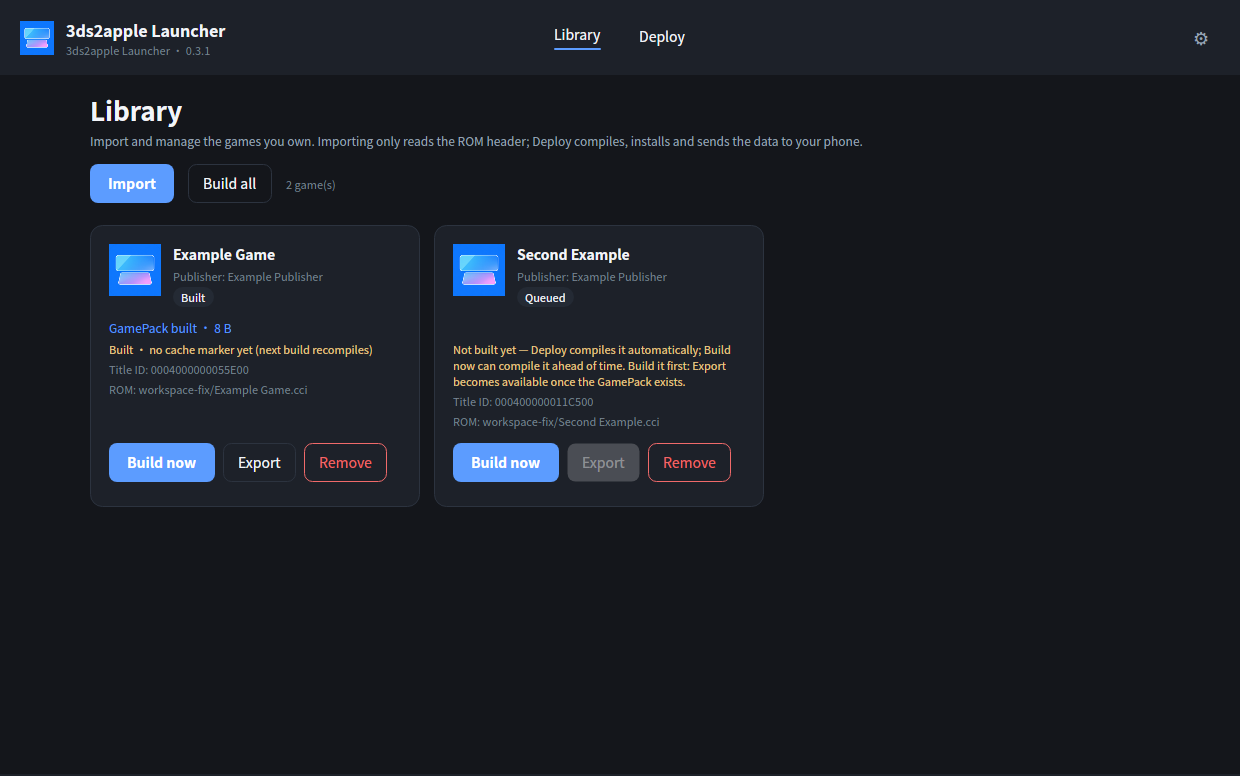 3ds2apple Launcher
3ds2apple Launcher • 0.3.1
Library
Deploy
Library
Import and manage the games you own. Importing only reads the ROM header; Deploy compiles, installs and sends the data to your phone.
Import
Build all
2 game(s)
Example Game
Publisher: Example Publisher
Built
GamePack built • 8 B
Built • no cache marker yet (next build recompiles)
Title ID: 0004000000055E00
ROM: workspace-fix/Example Game.cci
Build now
Export
Remove
Second Example
Publisher: Example Publisher
Queued
Not built yet — Deploy compiles it automatically; Build
now can compile it ahead of time. Build it first: Export
becomes available once the GamePack exists.
Title ID: 000400000011C500
ROM: workspace-fix/Second Example.cci
Build now
Export
Remove